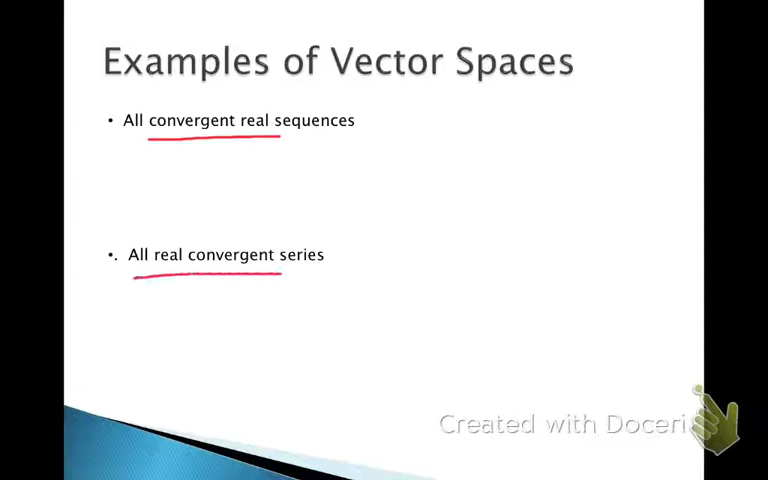 Examples of Vector Spaces
• All convergent real sequences
•. All real convergent series
Created with Doceri